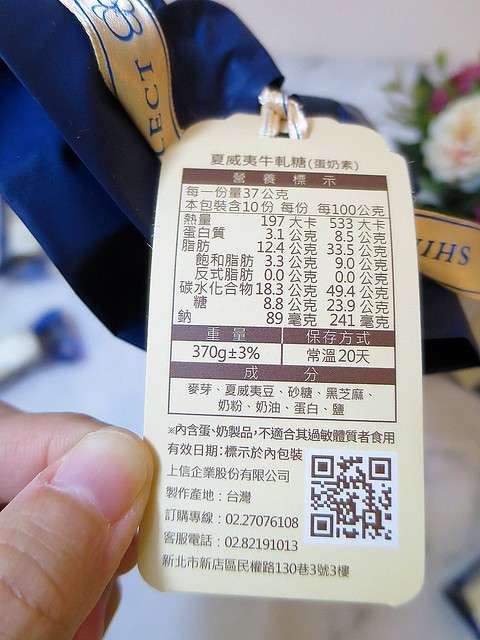 LECT
夏威夷牛軋糖(蛋奶素)
營養標示
每一份量37公克
本包裝含10份 每份 每100公克
熱量 197 大卡 533 大卡
蛋白質 3.1 公克 8.5 公克
脂肪 12.4 公克 33.5 公克
飽和脂肪 3.3 公克 9.0 公克
反式脂肪 0.0 公克 0.0 公克
碳水化合物 18.3 公克 49.4 公克
糖 8.8 公克 23.9 公克
鈉 89 毫克 241 毫克
重量 保存方式
370g±3% 常溫20天
成分
麥芽、夏威夷豆、砂糖、黑芝麻、
奶粉、奶油、蛋白、鹽
※內含蛋、奶製品,不適合其過敏體質者食用
有效日期:標示於內包裝
上信企業股份有限公司
製作產地:台灣
訂購專線:02.27076108
客服電話:02.82191013
新北市新店區民權路130巷3號3樓
SHIN